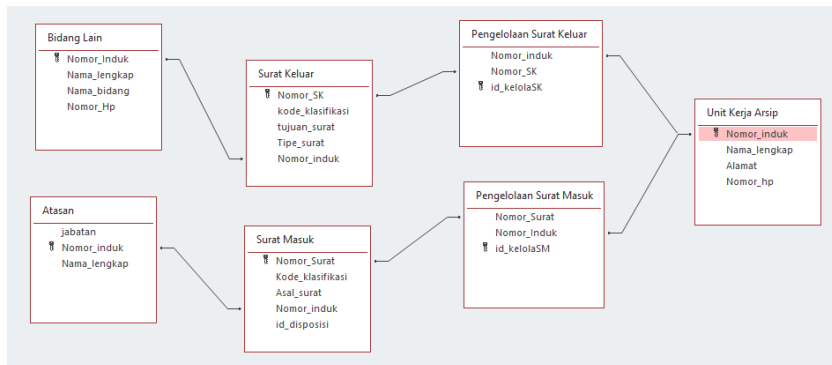 Bidang Lain
Nomor_Induk
Nama_lengkap
Nama_bidang
Nomor_Hp
Surat Keluar
Nomor_SK
kode_klasifikasi
tujuan_surat
Tipe_surat
Nomor_induk
Pengelolaan Surat Keluar
Nomor_induk
Nomor_SK
id_kelolaSK
Unit Kerja Arsip
Nomor_induk
Nama_lengkap
Alamat
Nomor_hp
Atasan
jabatan
Nomor_induk
Nama_lengkap
Surat Masuk
Nomor_Surat
Kode_klasifikasi
Asal_surat
Nomor_induk
id_disposisi
Pengelolaan Surat Masuk
Nomor_Surat
Nomor_Induk
id_kelolaSM